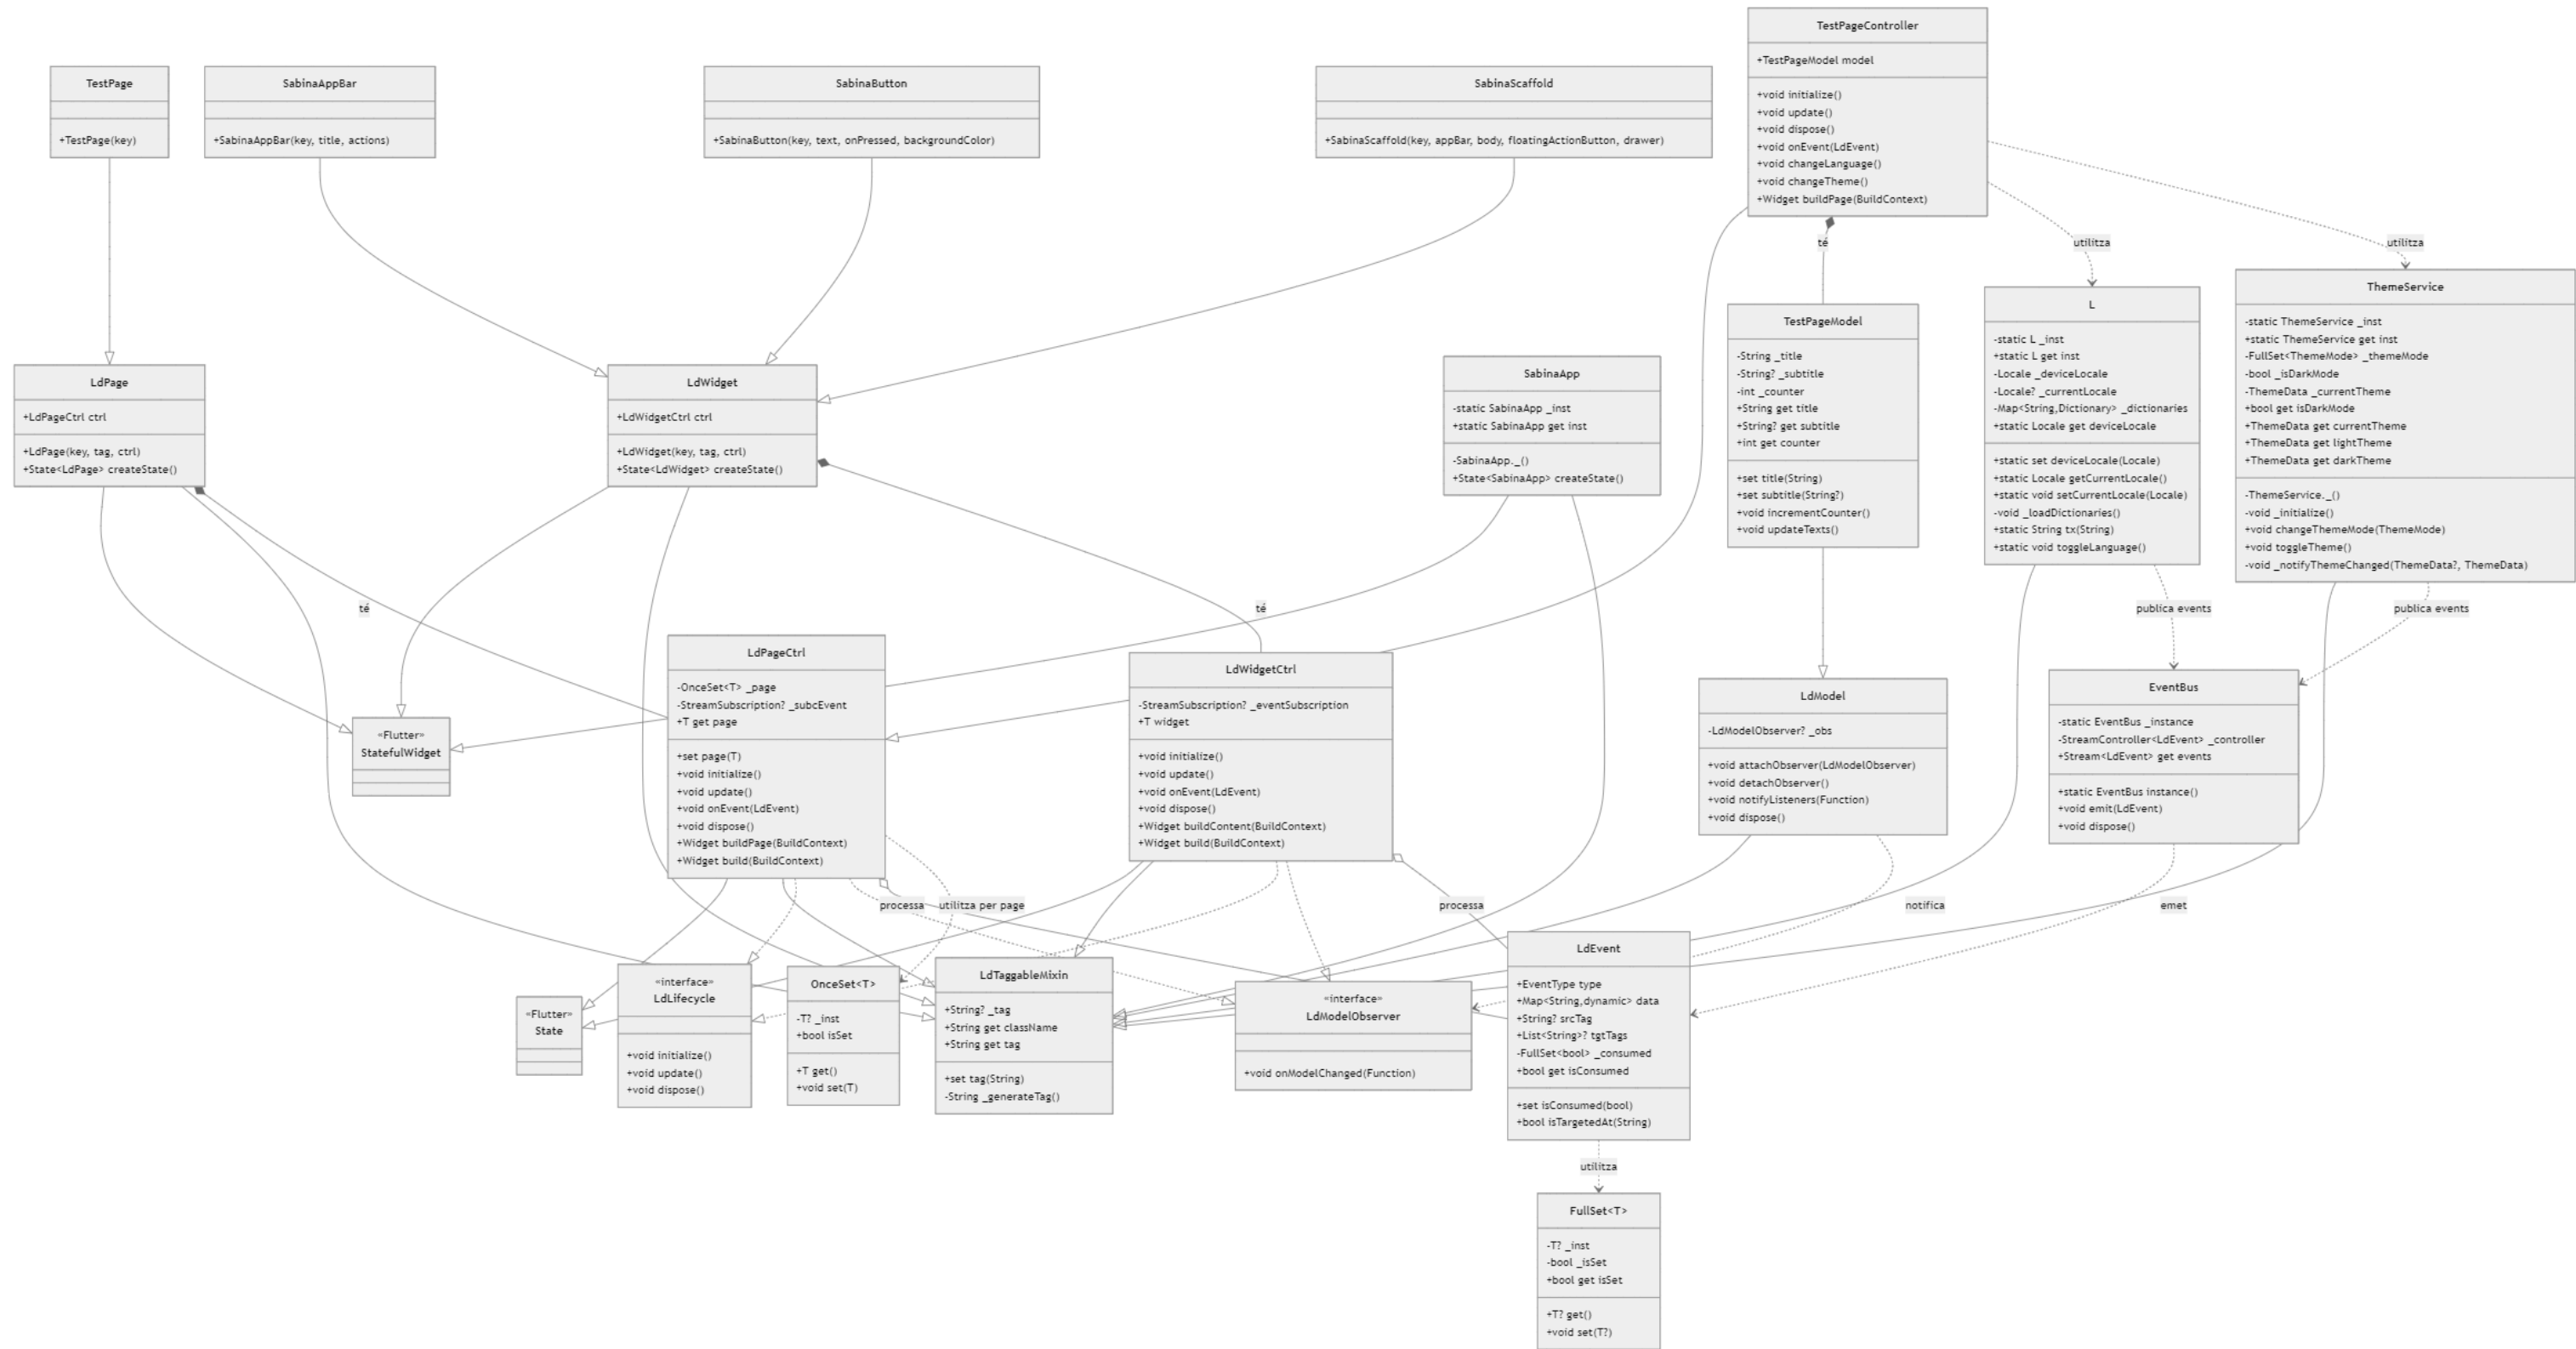 TestPageController
+TestPageModel model
+void initialize()
+void update()
+void dispose()
+void onEvent(LdEvent)
+void changeLanguage()
+void changeTheme()
+Widget buildPage(BuildContext)
TestPage
+TestPage(key)
SabinaAppBar
+SabinaAppBar(key, title, actions)
SabinaButton
+SabinaButton(key, text, onPressed, backgroundColor)
SabinaScaffold
+SabinaScaffold(key, appBar, body, floatingActionButton, drawer)
té
utilitza
utilitza
LdPage
+LdPageCtrl ctrl
+LdPage(key, tag, ctrl)
+State<LdPage> createState()
LdWidget
+LdWidgetCtrl ctrl
+LdWidget(key, tag, ctrl)
+State<LdWidget> createState()
SabinaApp
-static SabinaApp _inst
+static SabinaApp get inst
-SabinaApp._()
+State<SabinaApp> createState()
TestPageModel
-String _title
-String? _subtitle
-int _counter
+String get title
+String? get subtitle
+int get counter
+set title(String)
+set subtitle(String?)
+void incrementCounter()
+void updateTexts()
L
-static L _inst
+static L get inst
-Locale _deviceLocale
-Locale? _currentLocale
-Map<String,Dictionary> _dictionaries
+static Locale get deviceLocale
+static set deviceLocale(Locale)
+static Locale getCurrentLocale()
+static void setCurrentLocale(Locale)
-void _loadDictionaries()
+static String tx(String)
+static void toggleLanguage()
ThemeService
-static ThemeService _inst
+static ThemeService get inst
-FullSet<ThemeMode> _themeMode
-bool _isDarkMode
-ThemeData _currentTheme
+bool get isDarkMode
+ThemeData get currentTheme
+ThemeData get lightTheme
+ThemeData get darkTheme
-ThemeService._()
-void _initialize()
+void changeThemeMode(ThemeMode)
+void toggleTheme()
-void _notifyThemeChanged(ThemeData?, ThemeData)
té
té
publica events
publica events
LdPageCtrl
-OnceSet<T> _page
-StreamSubscription? _subcEvent
+T get page
+set page(T)
+void initialize()
+void update()
+void onEvent(LdEvent)
+void dispose()
+Widget buildPage(BuildContext)
+Widget build(BuildContext)
LdWidgetCtrl
-StreamSubscription? _eventSubscription
+T widget
+void initialize()
+void update()
+void onEvent(LdEvent)
+void dispose()
+Widget buildContent(BuildContext)
+Widget build(BuildContext)
LdModel
-LdModelObserver? _obs
+void attachObserver(LdModelObserver)
+void detachObserver()
+void notifyListeners(Function)
+void dispose()
EventBus
-static EventBus _instance
-StreamController<LdEvent> _controller
+Stream<LdEvent> get events
+static EventBus instance()
+void emit(LdEvent)
+void dispose()
«Flutter»
StatefulWidget
processa
utilitza per page
processa
notifica
emet
«Flutter»
State
«interface»
LdLifecycle
+void initialize()
+void update()
+void dispose()
OnceSet<T>
-T? _inst
+bool isSet
+T get()
+void set(T)
LdTaggableMixin
+String? _tag
+String get className
+String get tag
+set tag(String)
-String _generateTag()
«interface»
LdModelObserver
+void onModelChanged(Function)
LdEvent
+EventType type
+Map<String,dynamic> data
+String? srcTag
+List<String>? tgtTags
-FullSet<bool> _consumed
+bool get isConsumed
+set isConsumed(bool)
+bool isTargetedAt(String)
utilitza
FullSet<T>
-T? _inst
-bool _isSet
+bool get isSet
+T? get()
+void set(T?)